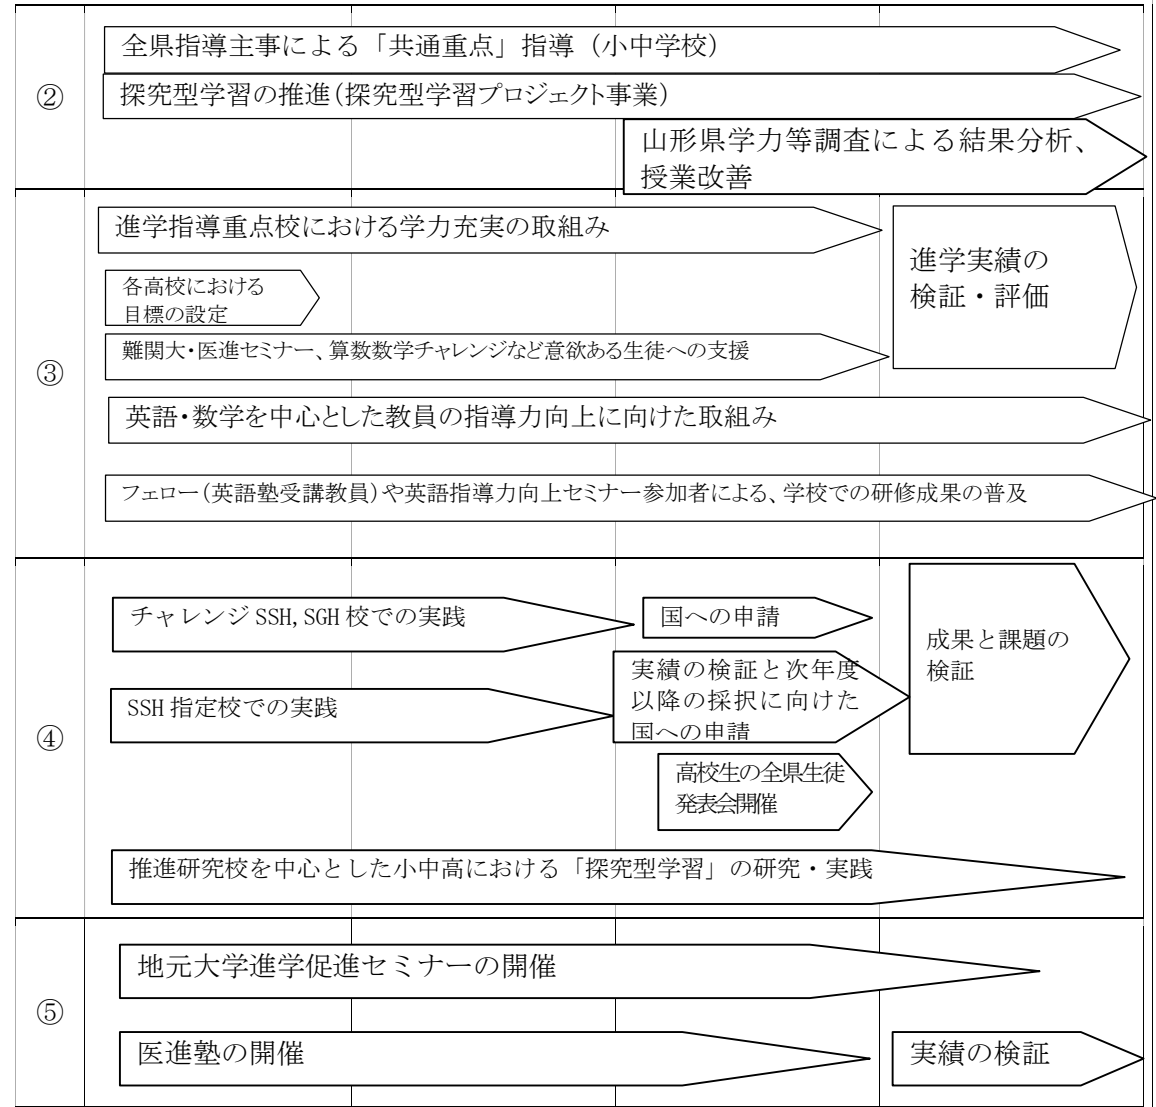 ②
全県指導主事による「共通重点」指導（小中学校）
探究型学習の推進(探究型学習プロジェクト事業)
山形県学力等調査による結果分析、
授業改善
③
進学指導重点校における学力充実の取組み
進学実績の
検証・評価
各高校における
目標の設定
難関大・医進セミナー、算数数学チャレンジなど意欲ある生徒への支援
英語・数学を中心とした教員の指導力向上に向けた取組み
フェロー(英語塾受講教員)や英語指導力向上セミナー参加者による、学校での研修成果の普及
④
チャレンジ SSH, SGH 校での実践
国への申請
成果と課題の
検証
SSH 指定校での実践
実績の検証と次年度
以降の採択に向けた
国への申請
高校生の全県生徒
発表会開催
推進研究校を中心とした小中高における「探究型学習」の研究・実践
⑤
地元大学進学促進セミナーの開催
医進塾の開催
実績の検証